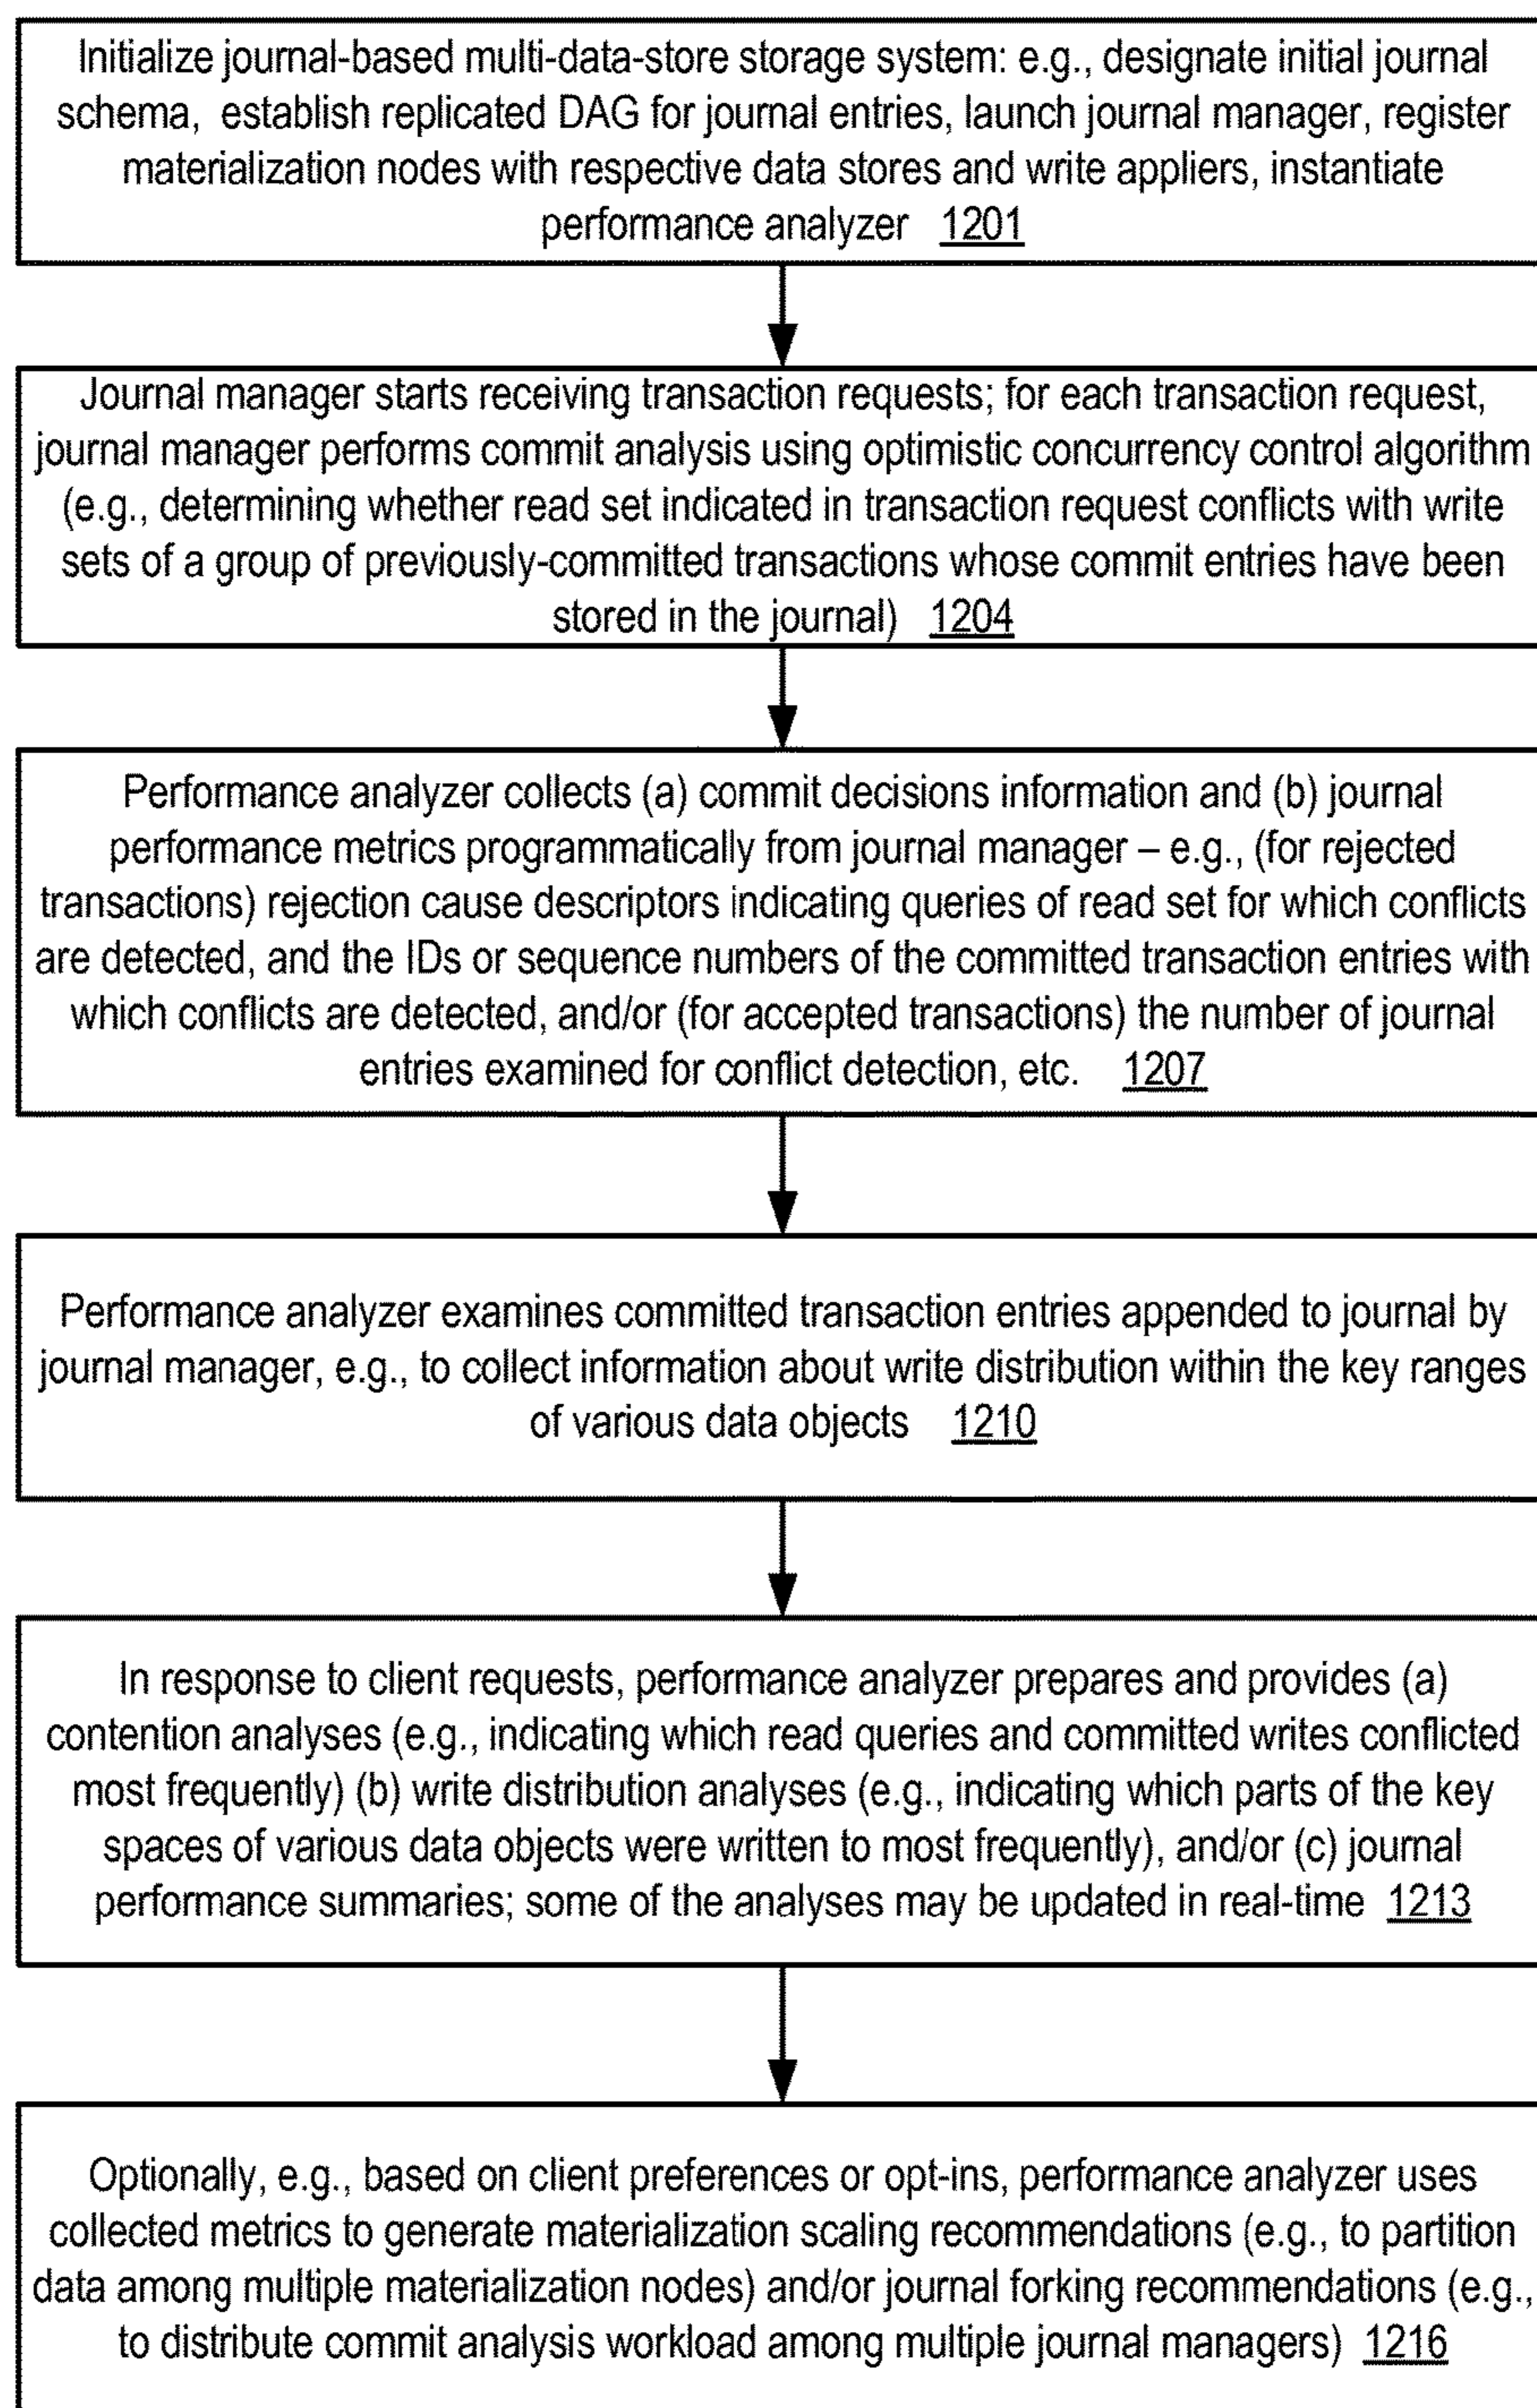 Initialize journal-based multi-data-store storage system: e.g., designate initial journal
schema, establish replicated DAG for journal entries, launch journal manager, register
materialization nodes with respective data stores and write appliers, instantiate
performance analyzer 1201
Journal manager starts receiving transaction requests; for each transaction request,
journal manager performs commit analysis using optimistic concurrency control algorithm
(e.g., determining whether read set indicated in transaction request conflicts with write
sets of a group of previously-committed transactions whose commit entries have been
stored in the journal) 1204
Performance analyzer collects (a) commit decisions information and (b) journal
performance metrics programmatically from journal manager – e.g., (for rejected
transactions) rejection cause descriptors indicating queries of read set for which conflicts
are detected, and the IDs or sequence numbers of the committed transaction entries with
which conflicts are detected, and/or (for accepted transactions) the number of journal
entries examined for conflict detection, etc. 1207
Performance analyzer examines committed transaction entries appended to journal by
journal manager, e.g., to collect information about write distribution within the key ranges
of various data objects 1210
In response to client requests, performance analyzer prepares and provides (a)
contention analyses (e.g., indicating which read queries and committed writes conflicted
most frequently) (b) write distribution analyses (e.g., indicating which parts of the key
spaces of various data objects were written to most frequently), and/or (c) journal
performance summaries; some of the analyses may be updated in real-time 1213
Optionally, e.g., based on client preferences or opt-ins, performance analyzer uses
collected metrics to generate materialization scaling recommendations (e.g., to partition
data among multiple materialization nodes) and/or journal forking recommendations (e.g.,
to distribute commit analysis workload among multiple journal managers) 1216